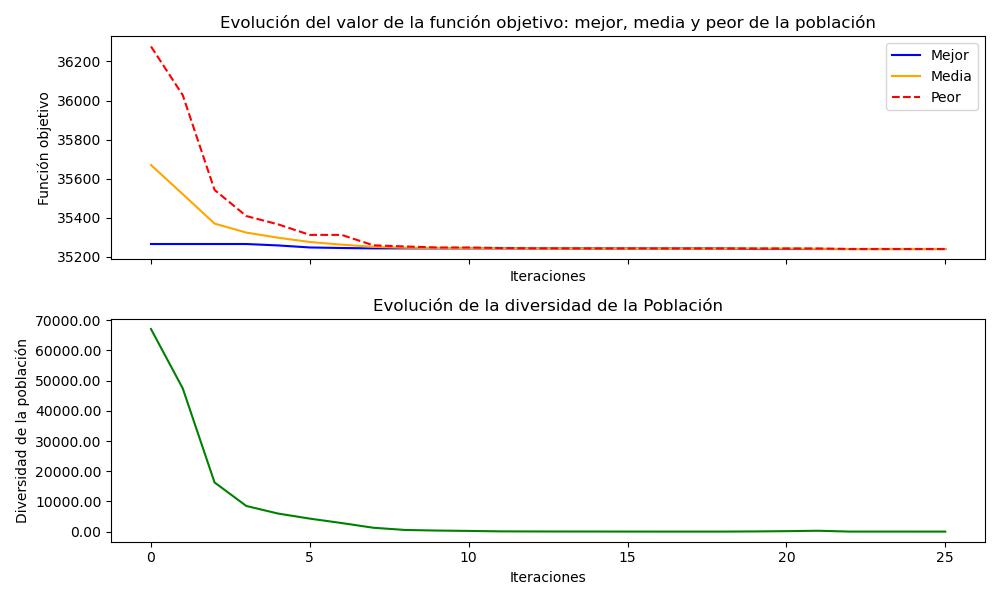 Evolución del valor de la función objetivo: mejor, media y peor de la población
Función objetivo
36200
36000
35800
35600
35400
35200
Mejor
Media
Peor
Iteraciones
Evolución de la diversidad de la Población
Diversidad de la población
70000.00
60000.00
50000.00
40000.00
30000.00
20000.00
10000.00
0.00
0 5 10 15 20 25
Iteraciones